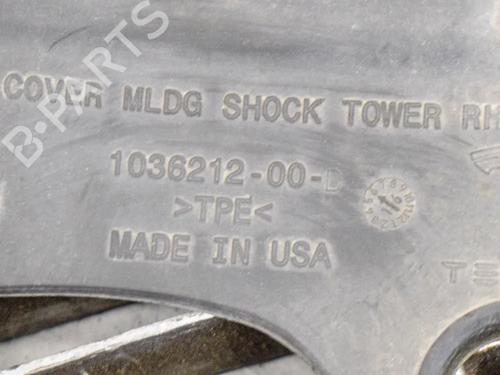 B-PARTS
COVER MLDG SHOCK TOWER RH
1036212-00-D
>TPE<
MADE IN USA